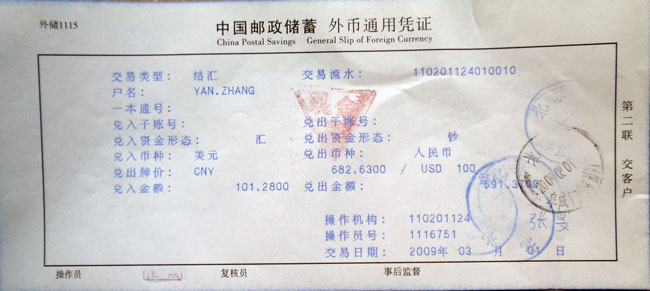 外储1115
中国邮政储蓄 外币通用凭证
China Postal Savings General Slip of Foreign Currency
交易类型: 结汇 交易流水: 110201124010010
户名: YAN.ZHANG
一本通号:
兑入子账号: 兑出子账号:
兑入资金形态: 汇 兑出资金形态: 钞
兑入币种: 美元 兑出币种: 人民币
兑出牌价: CNY 682.6300 / USD 100
兑入金额: 101.2800 兑出金额: 691.3700
操作机构: 110201124
操作员号: 1116751
交易日期: 2009年 03 月 01 日
操作员 复核员 事后监督
第二联 交客户
现金